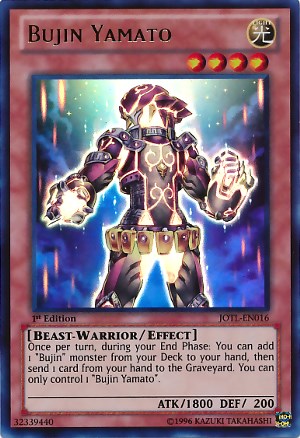 BUJIN YAMATO
LIGHT
光
1st Edition
JOTL-EN016
[BEAST-WARRIOR/EFFECT]
Once per turn, during your End Phase: You can add
1 "Bujin" monster from your Deck to your hand, then
send 1 card from your hand to the Graveyard. You can
only control 1 "Bujin Yamato".
ATK/1800 DEF/ 200
32339440
©1996 KAZUKI TAKAHASHI